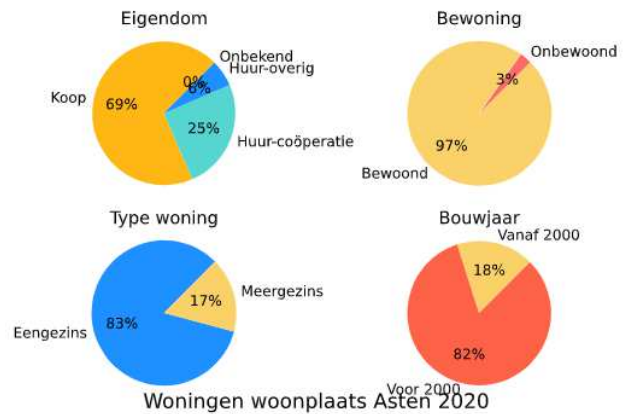 Eigendom
Onbekend
0%
Huur-overig
6%
Koop
69%
25%
Huur-coöperatie
Bewoning
Onbewoond
3%
97%
Bewoond
Type woning
Meergezins
17%
83%
Eengezins
Bouwjaar
Vanaf 2000
18%
82%
Voor 2000
Woningen woonplaats Asten 2020